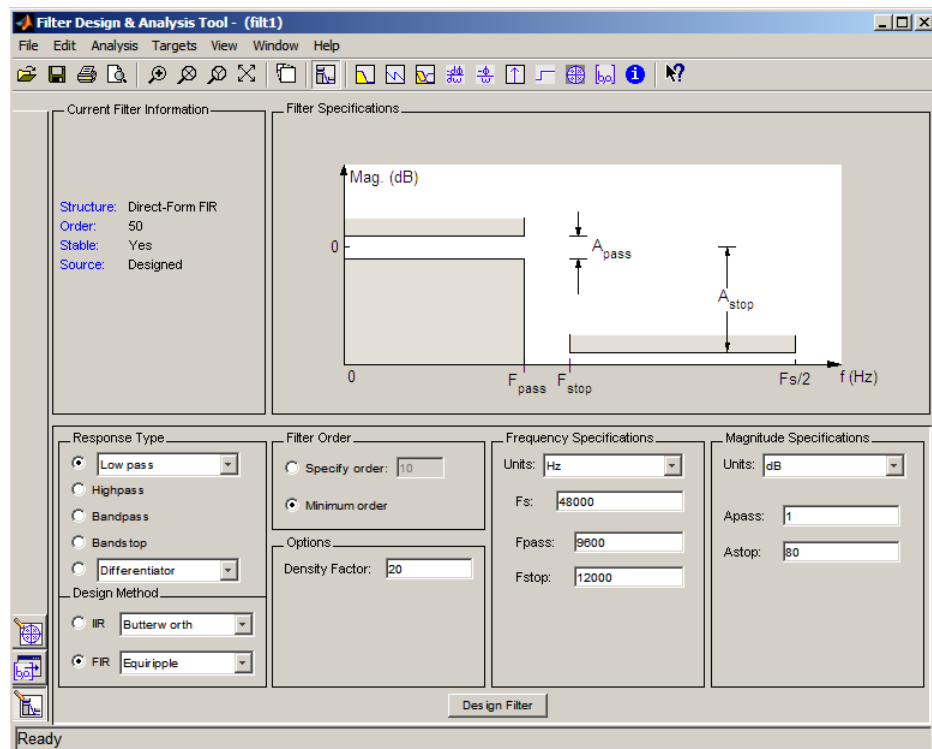 Filter Design & Analysis Tool - (filt1)
File Edit Analysis Targets View Window Help
Current Filter Information
Structure: Direct-Form FIR
Order: 50
Stable: Yes
Source: Designed
Filter Specifications
Mag. (dB)
0
A pass
A stop
0
F pass
F stop
Fs/2
f (Hz)
Response Type
Low pass
Highpass
Bandpass
Bandstop
Differentiator
Design Method
IIR Butterw orth
FIR Equiripple
Filter Order
Specify order: 10
Minimum order
Options
Density Factor: 20
Frequency Specifications
Units: Hz
Fs: 48000
Fpass: 9600
Fstop: 12000
Magnitude Specifications
Units: dB
Apass: 1
Astop: 80
Design Filter
Ready